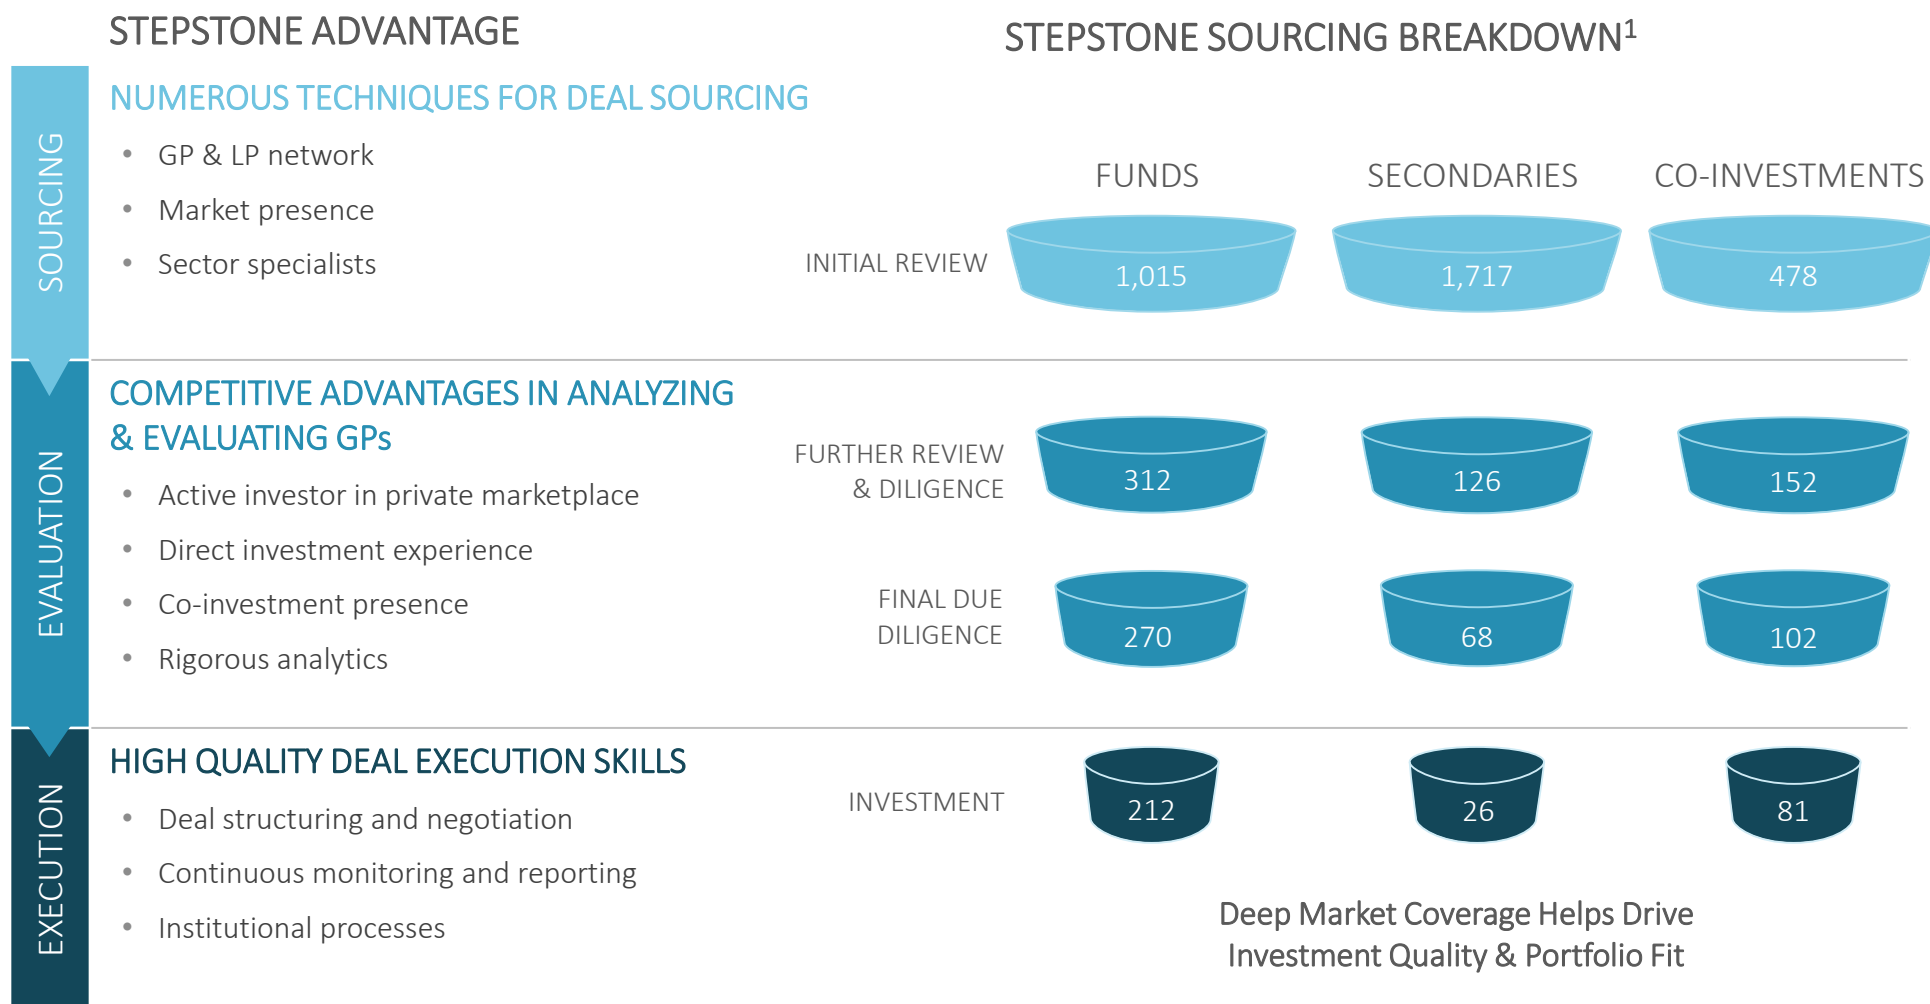 STEPSTONE ADVANTAGE
STEPSTONE SOURCING BREAKDOWN¹
SOURCING
NUMEROUS TECHNIQUES FOR DEAL SOURCING
• GP & LP network
• Market presence
• Sector specialists
FUNDS SECONDARIES CO-INVESTMENTS
INITIAL REVIEW 1,015 1,717 478
EVALUATION
COMPETITIVE ADVANTAGES IN ANALYZING
& EVALUATING GPs
• Active investor in private marketplace
• Direct investment experience
• Co-investment presence
• Rigorous analytics
FURTHER REVIEW
& DILIGENCE
312 126 152
FINAL DUE
DILIGENCE
270 68 102
EXECUTION
HIGH QUALITY DEAL EXECUTION SKILLS
• Deal structuring and negotiation
• Continuous monitoring and reporting
• Institutional processes
INVESTMENT 212 26 81
Deep Market Coverage Helps Drive
Investment Quality & Portfolio Fit